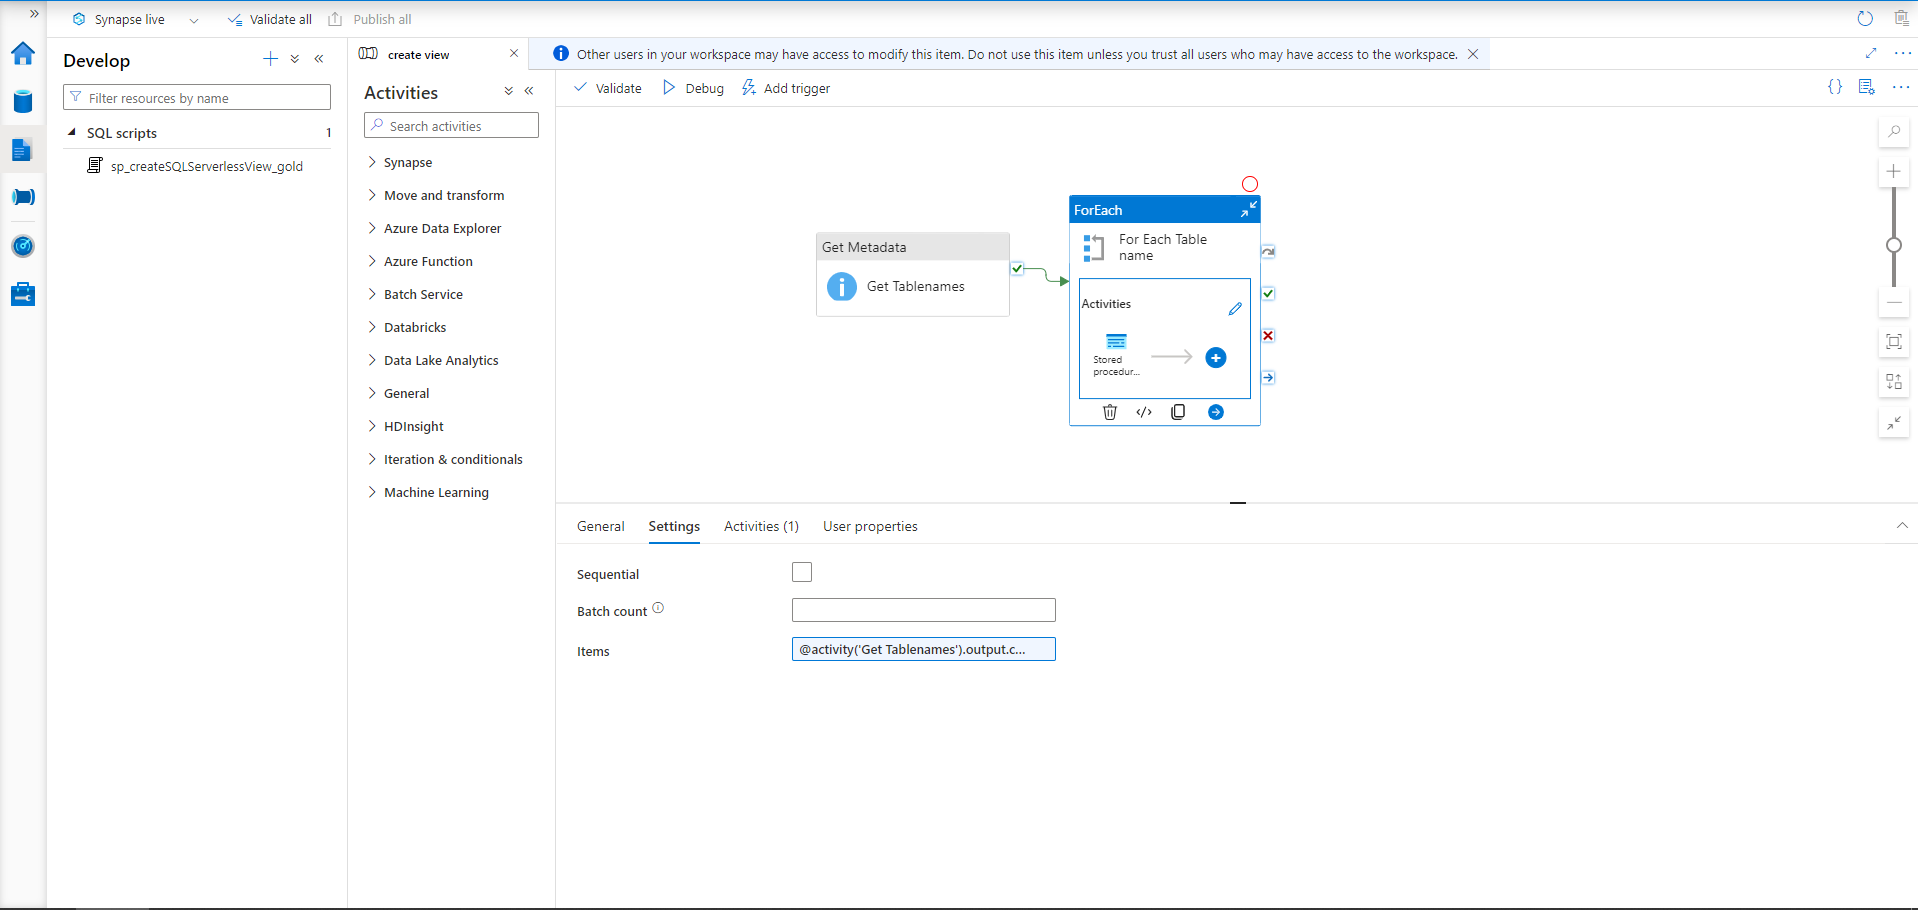 Synapse live
Validate all
Publish all
Develop
Filter resources by name
SQL scripts
1
sp_createSQLServerlessView_gold
create view
Other users in your workspace may have access to modify this item. Do not use this item unless you trust all users who may have access to the workspace.
Activities
Search activities
Synapse
Move and transform
Azure Data Explorer
Azure Function
Batch Service
Databricks
Data Lake Analytics
General
HDInsight
Iteration & conditionals
Machine Learning
Validate
Debug
Add trigger
Get Metadata
Get Tablenames
ForEach
For Each Table
name
Activities
Stored
procedur...
General
Settings
Activities (1)
User properties
Sequential
Batch count
Items
@activity('Get Tablenames').output.c...